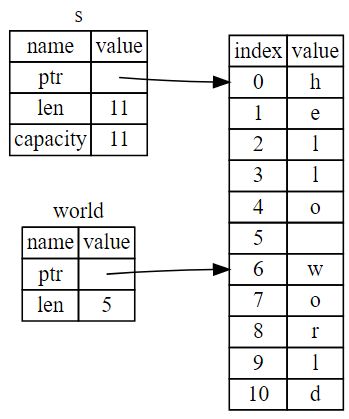 s
name value
ptr
len 11
capacity 11
world
name value
ptr
len 5
index value
0 h
1 e
2 l
3 l
4 o
5
6 w
7 o
8 r
9 l
10 d